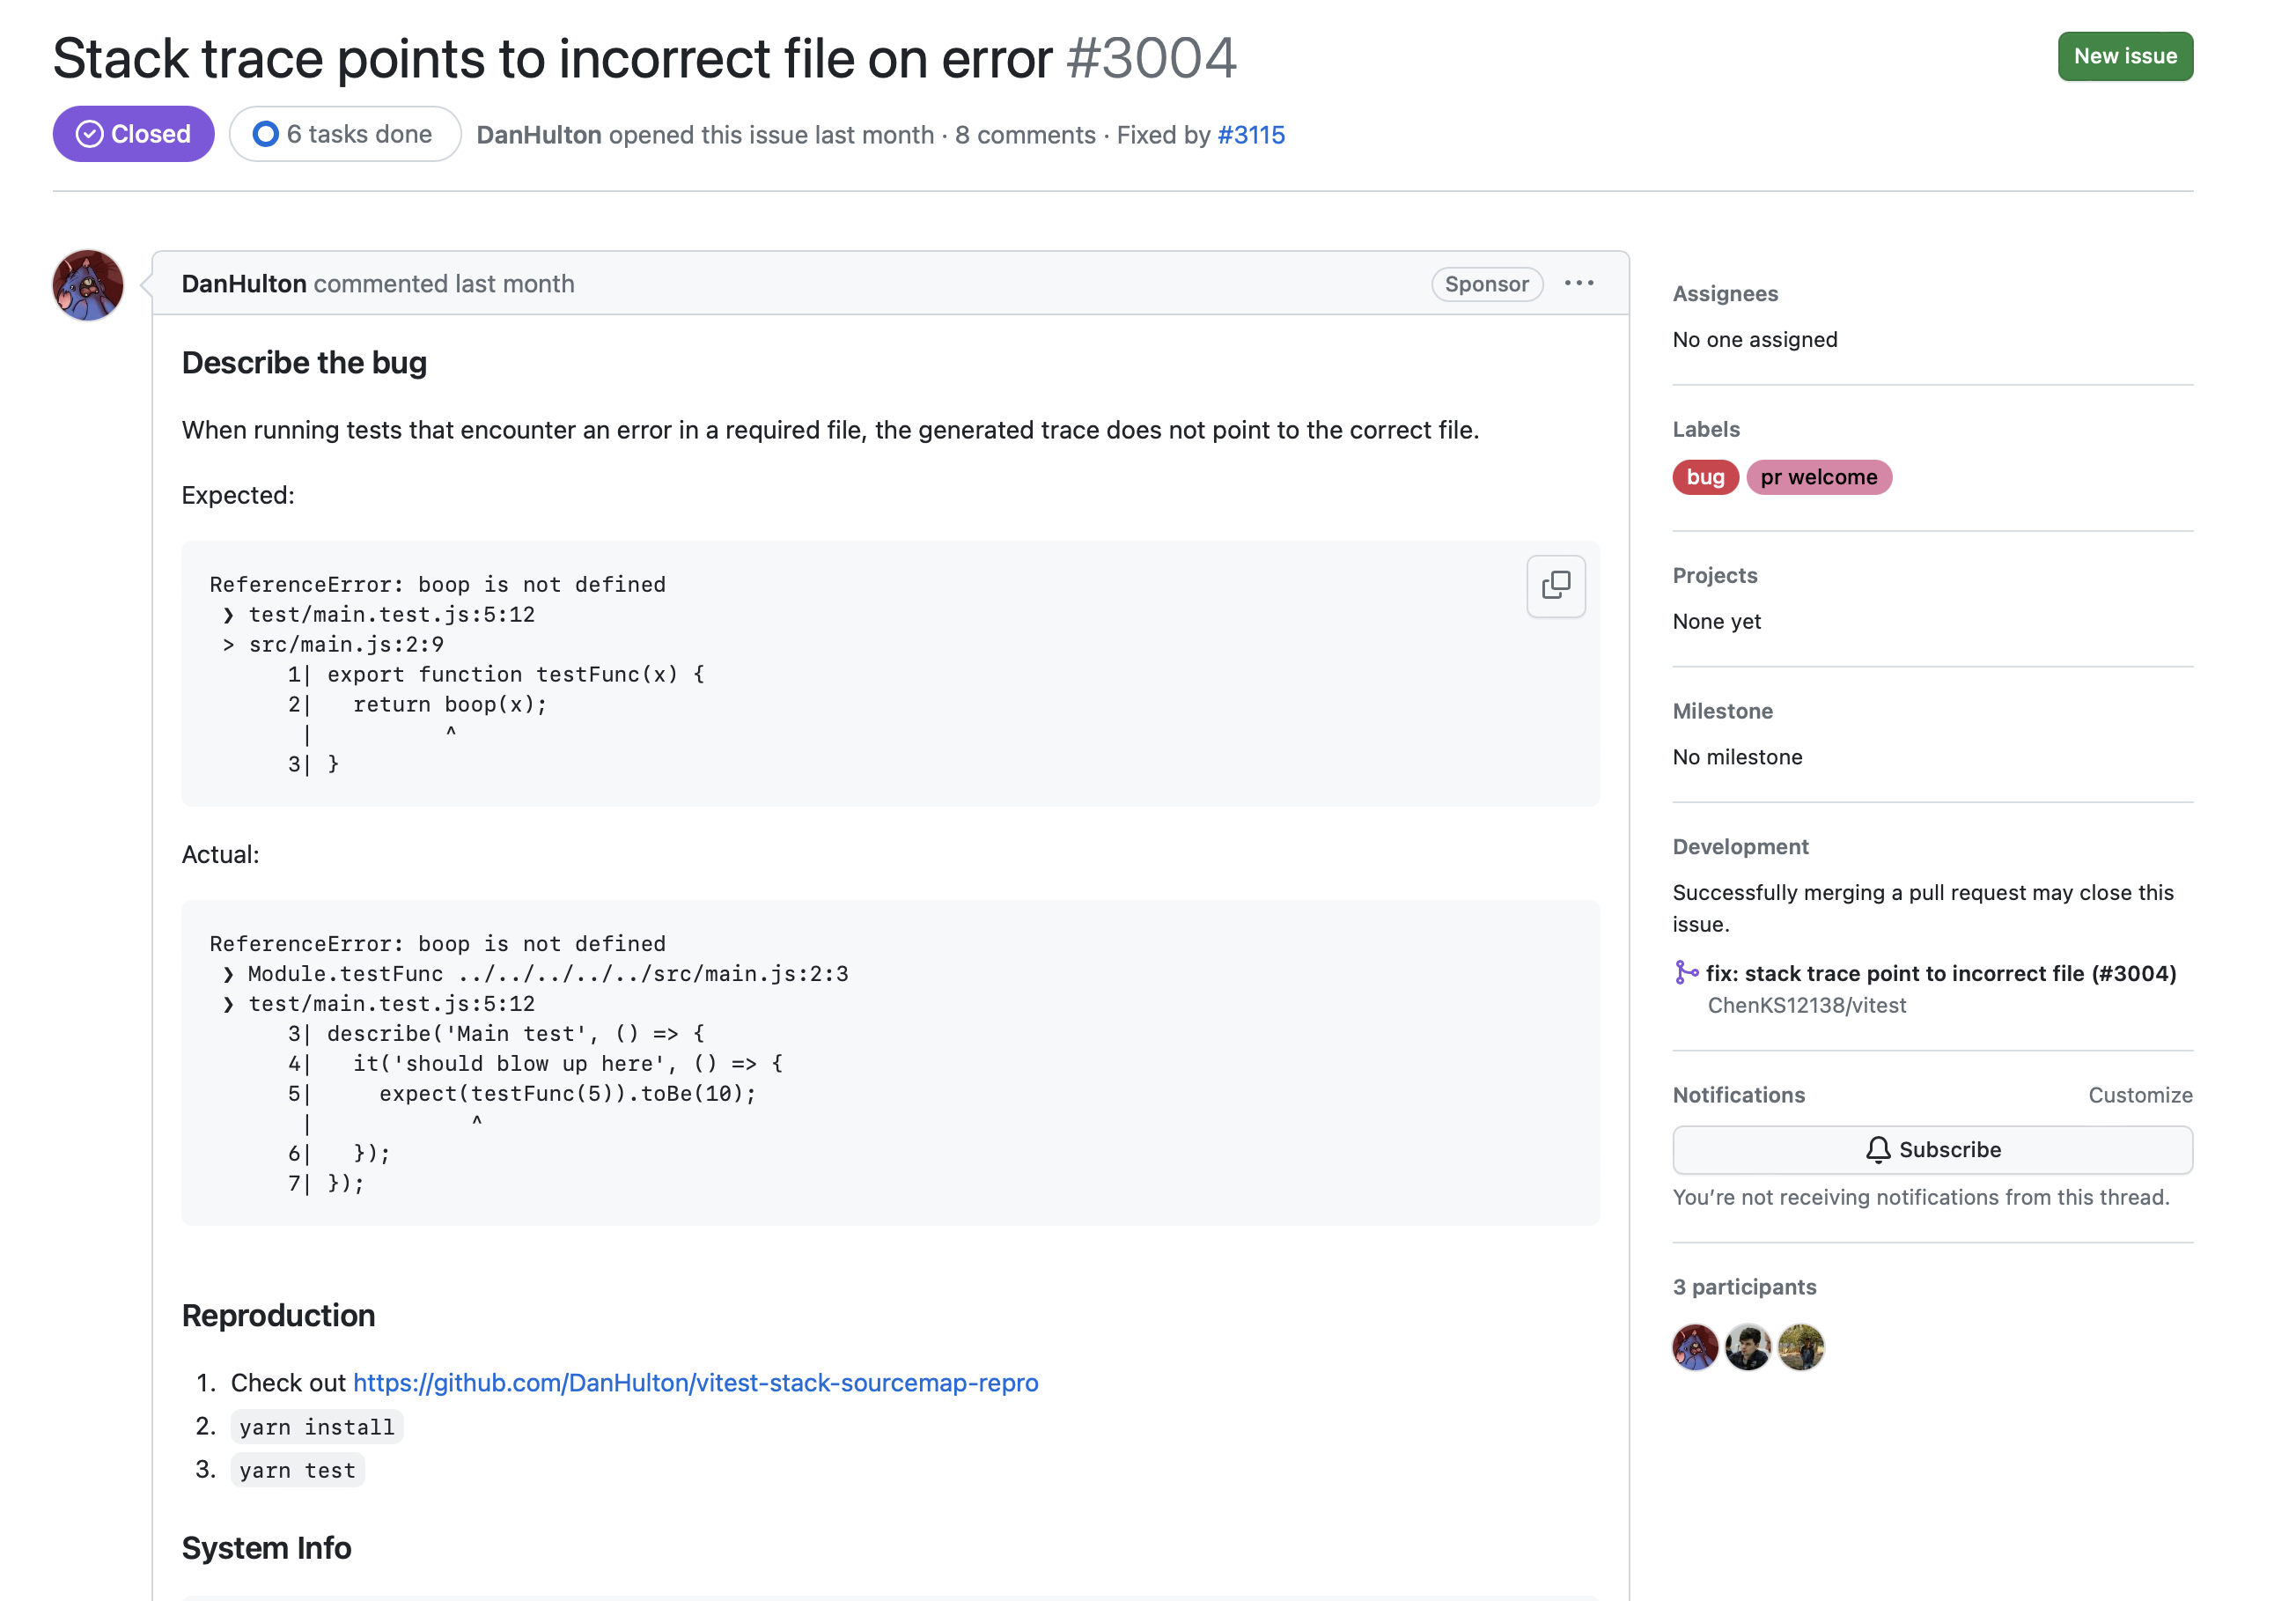 Stack trace points to incorrect file on error #3004
New issue
Closed
6 tasks done
DanHulton opened this issue last month · 8 comments · Fixed by #3115
DanHulton commented last month
Sponsor
Describe the bug
When running tests that encounter an error in a required file, the generated trace does not point to the correct file.
Expected:
ReferenceError: boop is not defined
 ❯ test/main.test.js:5:12
 > src/main.js:2:9
      1| export function testFunc(x) {
      2|   return boop(x);
       |          ^
      3| }
Actual:
ReferenceError: boop is not defined
 ❯ Module.testFunc ../../../../../src/main.js:2:3
 ❯ test/main.test.js:5:12
      3| describe('Main test', () => {
      4|   it('should blow up here', () => {
      5|     expect(testFunc(5)).toBe(10);
       |            ^
      6|   });
      7| });
Reproduction
1. Check out https://github.com/DanHulton/vitest-stack-sourcemap-repro
2. yarn install
3. yarn test
System Info
Assignees
No one assigned
Labels
bug
pr welcome
Projects
None yet
Milestone
No milestone
Development
Successfully merging a pull request may close this
issue.
fix: stack trace point to incorrect file (#3004)
ChenKS12138/vitest
Notifications
Customize
Subscribe
You’re not receiving notifications from this thread.
3 participants